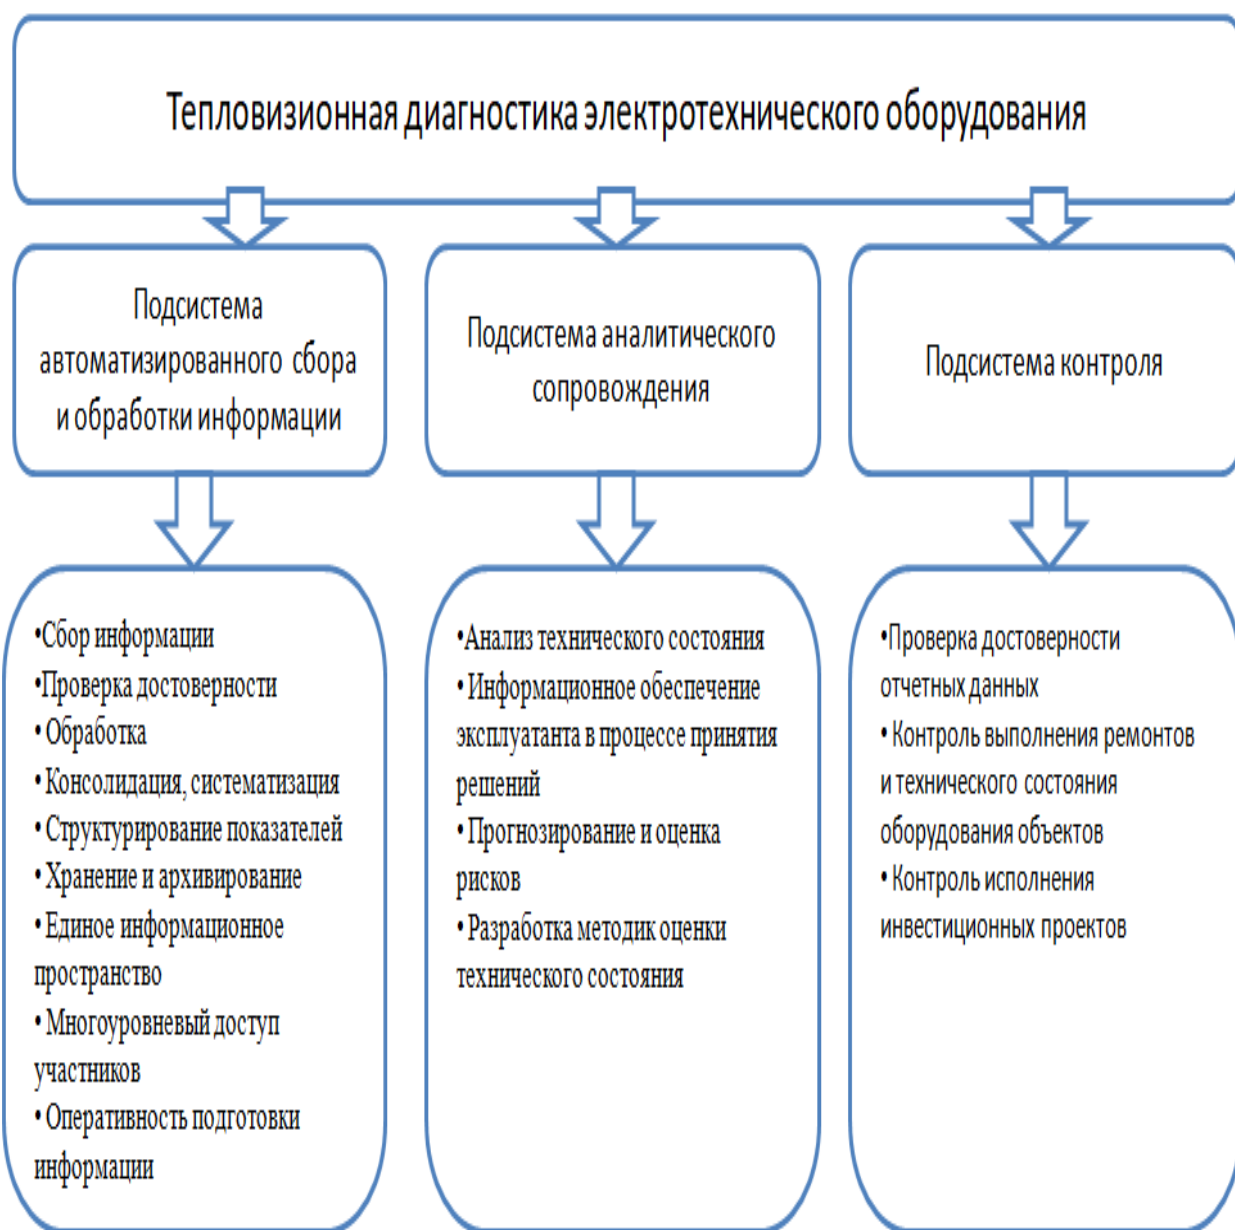 Тепловизионная диагностика электротехнического оборудования
Подсистема
автоматизированного сбора
и обработки информации
Подсистема аналитического
сопровождения
Подсистема контроля
•Сбор информации
•Проверка достоверности
• Обработка
• Консолидация, систематизация
• Структурирование показателей
• Хранение и архивирование
• Единое информационное
пространство
• Многоуровневый доступ
участников
• Оперативность подготовки
информации
•Анализ технического состояния
• Информационное обеспечение
эксплуатанта в процессе принятия
решений
• Прогнозирование и оценка
рисков
• Разработка методик оценки
технического состояния
•Проверка достоверности
отчетных данных
• Контроль выполнения ремонтов
и технического состояния
оборудования объектов
• Контроль исполнения
инвестиционных проектов